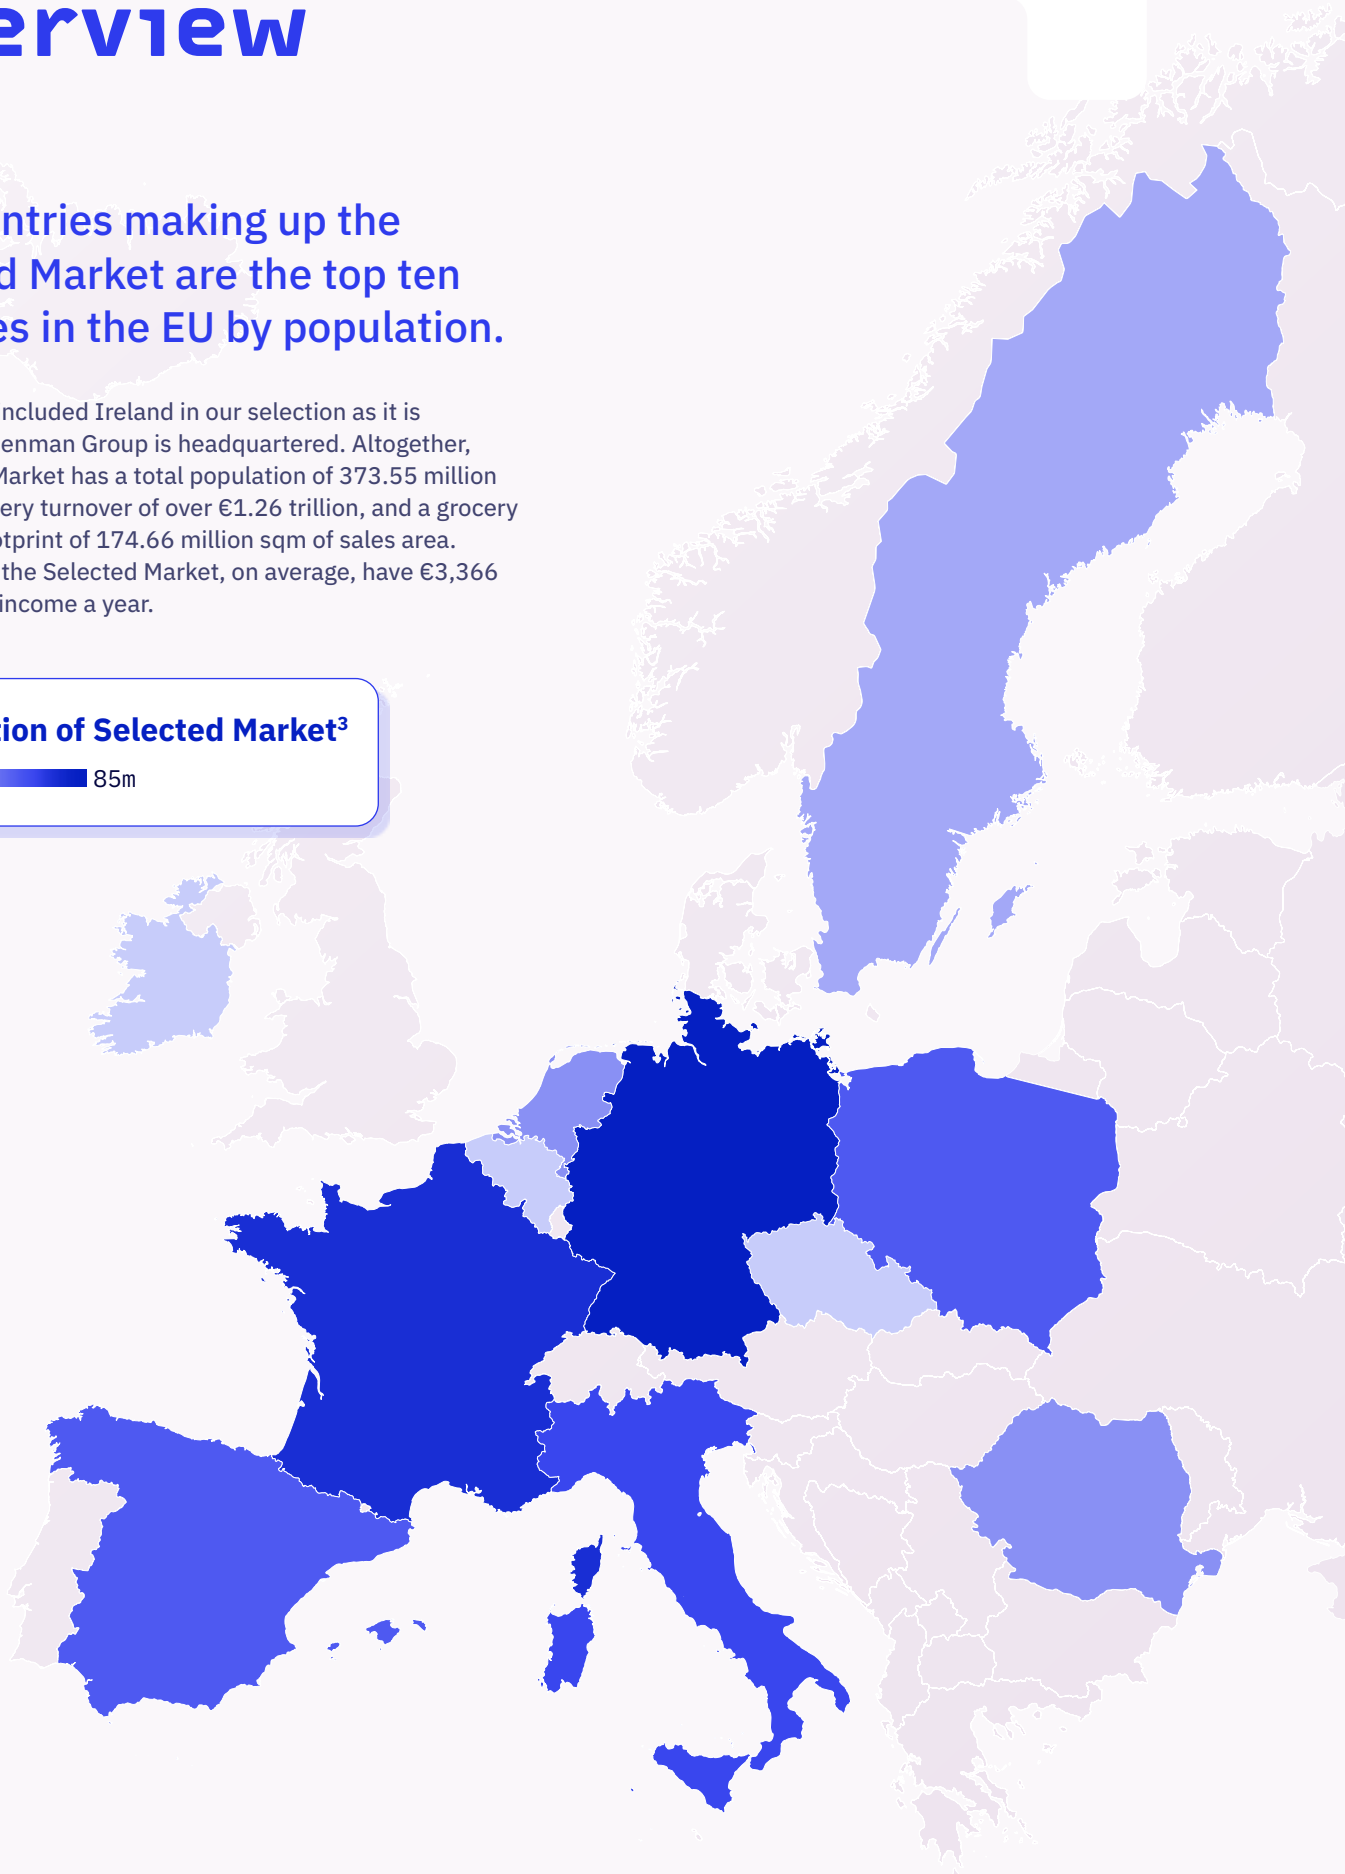 erview
ntries making up the
d Market are the top ten
es in the EU by population.
ncluded Ireland in our selection as it is
enman Group is headquartered. Altogether,
Market has a total population of 373.55 million
ery turnover of over €1.26 trillion, and a grocery
otprint of 174.66 million sqm of sales area.
the Selected Market, on average, have €3,366
income a year.
tion of Selected Market³
85m